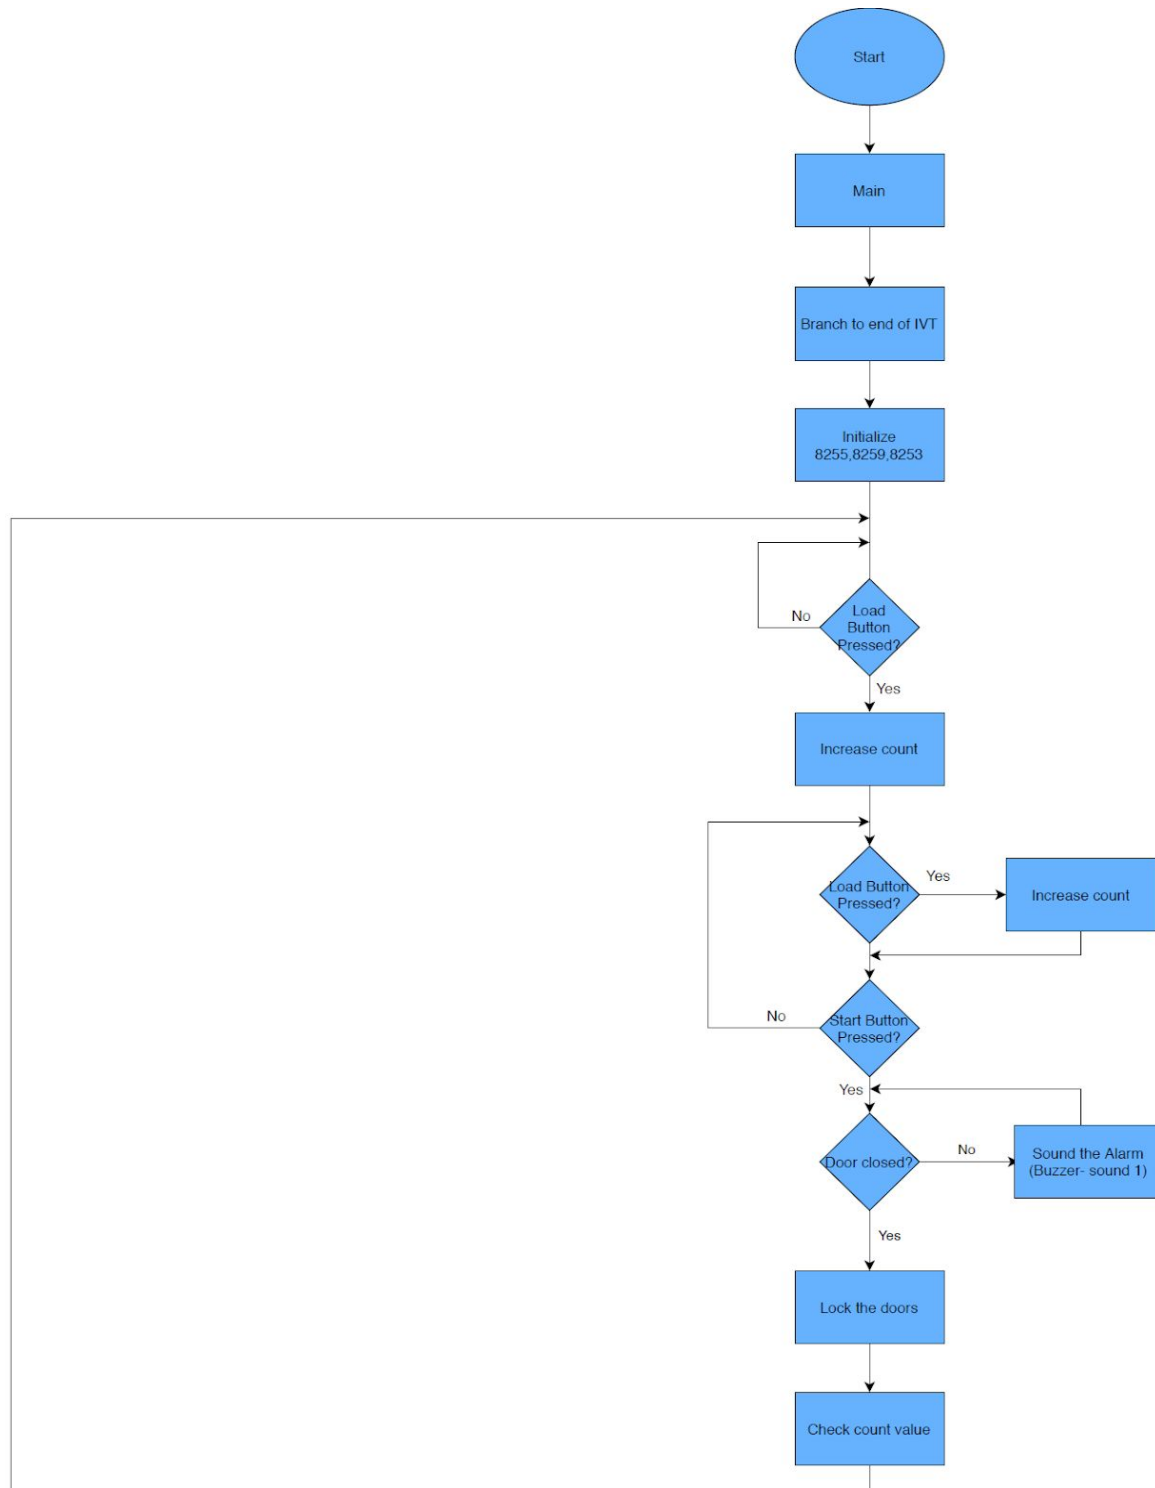 Start
Main
Branch to end of IVT
Initialize
8255,8259,8253
Load
Button
Pressed?
No
Yes
Increase count
Load Button
Pressed?
Yes
Increase count
Start Button
Pressed?
No
Yes
Door closed?
No
Sound the Alarm
(Buzzer- sound 1)
Yes
Lock the doors
Check count value